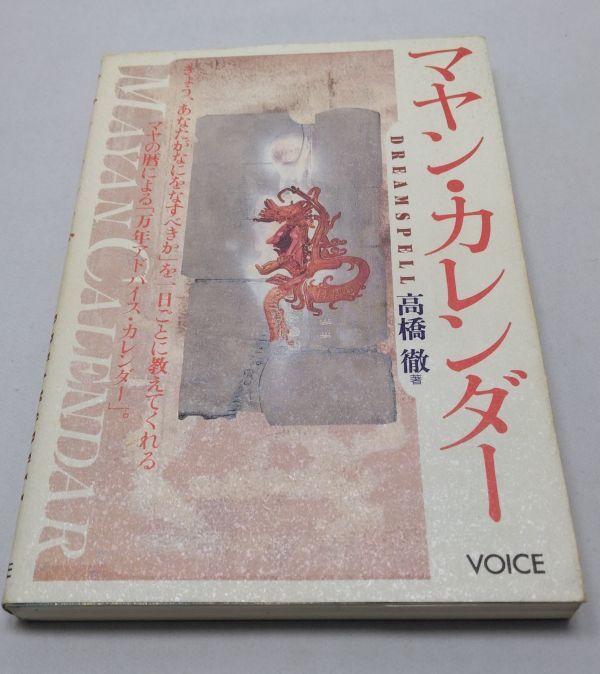 マヤン・カレンダー
DREAMSPELL
高橋 徹
著
きょう、あなたがなにをなすべきか」を一日ごとに教えてくれる
マヤの暦による「万年アドバイス・カレンダー」。
MAYAN CALENDAR
VOICE